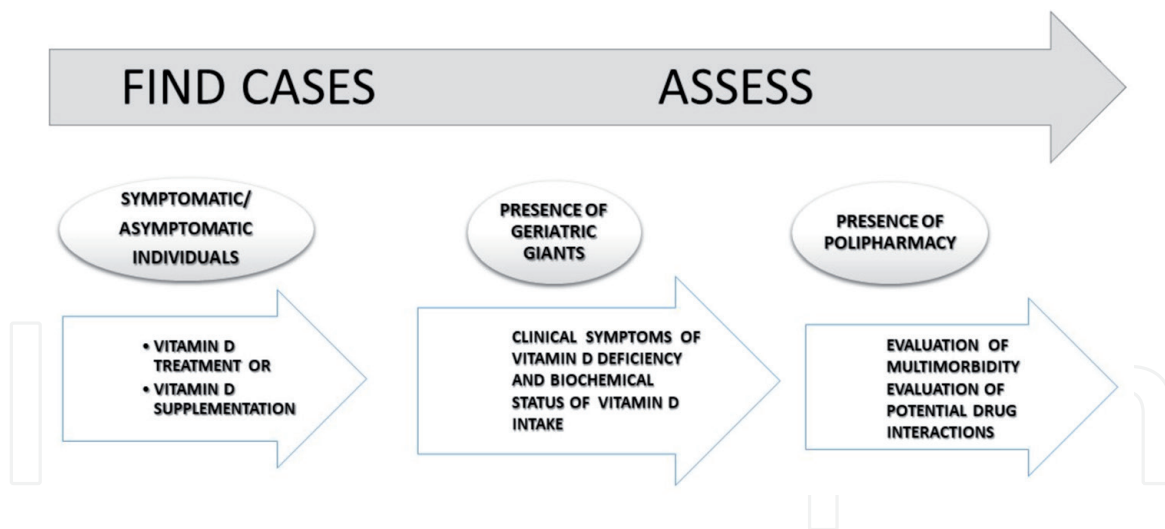 FIND CASES
ASSESS
SYMPTOMATIC/
ASYMPTOMATIC
INDIVIDUALS
PRESENCE OF
GERIATRIC
GIANTS
PRESENCE OF
POLIPHARMACY
• VITAMIN D
TREATMENT OR
• VITAMIN D
SUPPLEMENTATION
CLINICAL SYMPTOMS OF
VITAMIN D DEFICIENCY
AND BIOCHEMICAL
STATUS OF VITAMIN D
INTAKE
EVALUATION OF
MULTIMORBIDITY
EVALUATION OF
POTENTIAL DRUG
INTERACTIONS